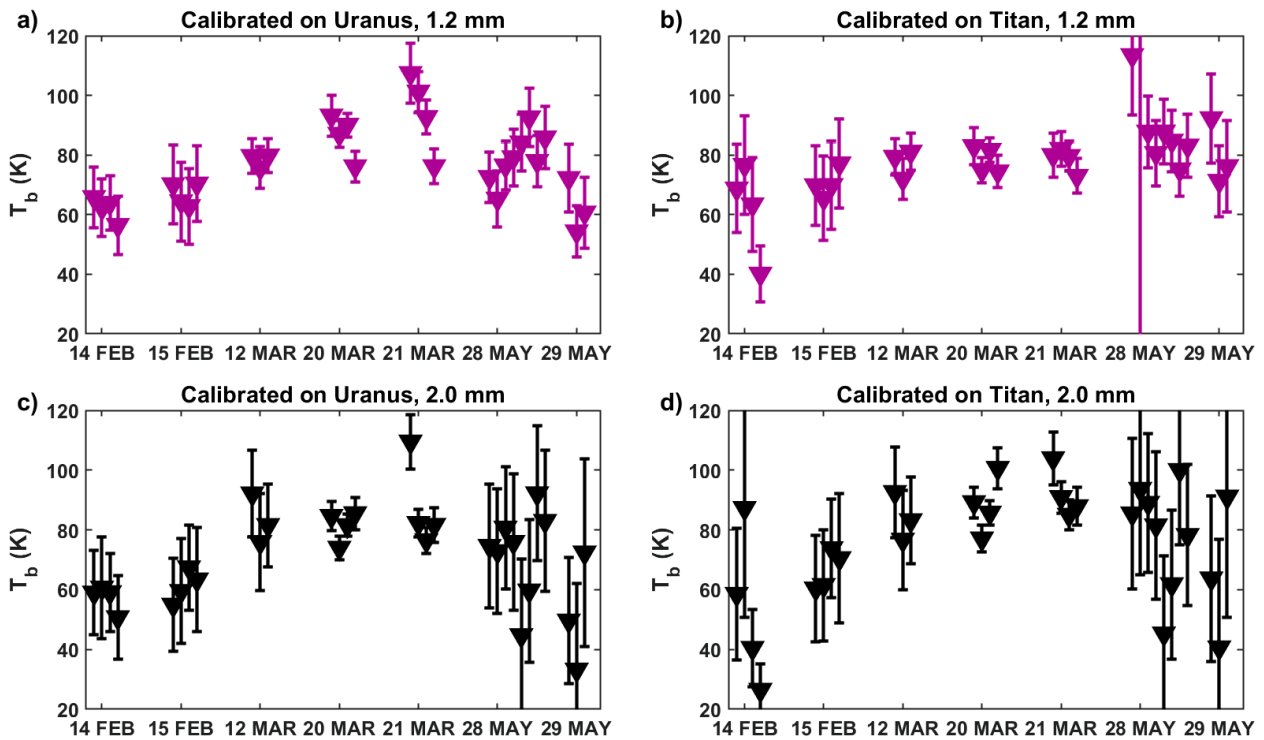 a) Calibrated on Uranus, 1.2 mm
120
100
80
60
40
20
T_b (K)
14 FEB 15 FEB 12 MAR 20 MAR 21 MAR 28 MAY 29 MAY
b) Calibrated on Titan, 1.2 mm
120
100
80
60
40
20
T_b (K)
14 FEB 15 FEB 12 MAR 20 MAR 21 MAR 28 MAY 29 MAY
c) Calibrated on Uranus, 2.0 mm
120
100
80
60
40
20
T_b (K)
14 FEB 15 FEB 12 MAR 20 MAR 21 MAR 28 MAY 29 MAY
d) Calibrated on Titan, 2.0 mm
120
100
80
60
40
20
T_b (K)
14 FEB 15 FEB 12 MAR 20 MAR 21 MAR 28 MAY 29 MAY